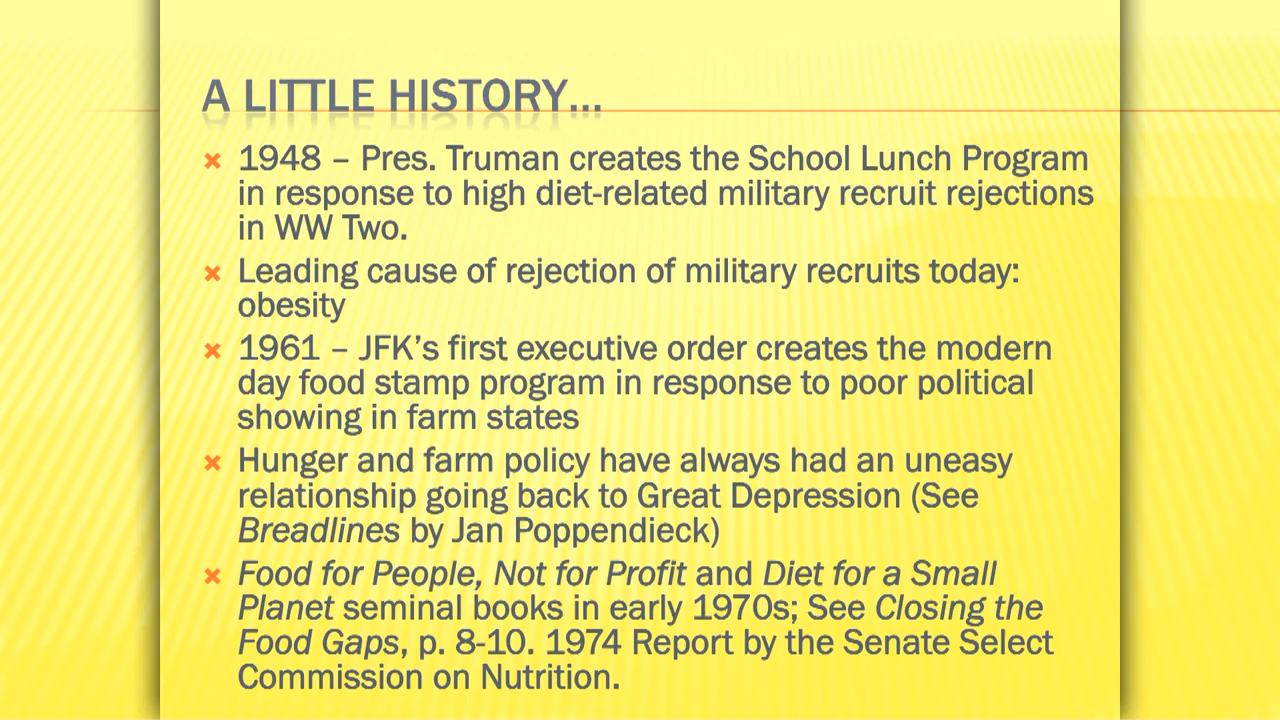 A LITTLE HISTORY...
1948 – Pres. Truman creates the School Lunch Program
in response to high diet-related military recruit rejections
in WW Two.
Leading cause of rejection of military recruits today:
obesity
1961 – JFK's first executive order creates the modern
day food stamp program in response to poor political
showing in farm states
Hunger and farm policy have always had an uneasy
relationship going back to Great Depression (See
Breadlines by Jan Poppendieck)
Food for People, Not for Profit and Diet for a Small
Planet seminal books in early 1970s; See Closing the
Food Gaps, p. 8-10. 1974 Report by the Senate Select
Commission on Nutrition.